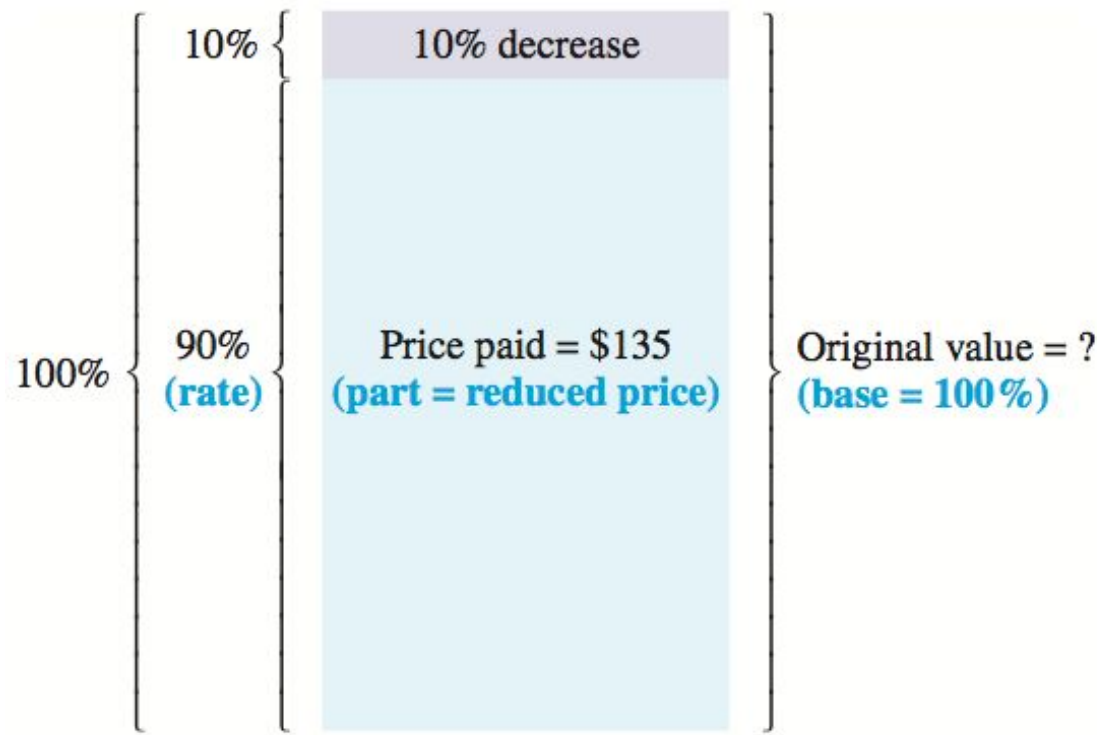 10%
10% decrease
100%
90%
(rate)
Price paid = $135
(part = reduced price)
Original value = ?
(base = 100%)